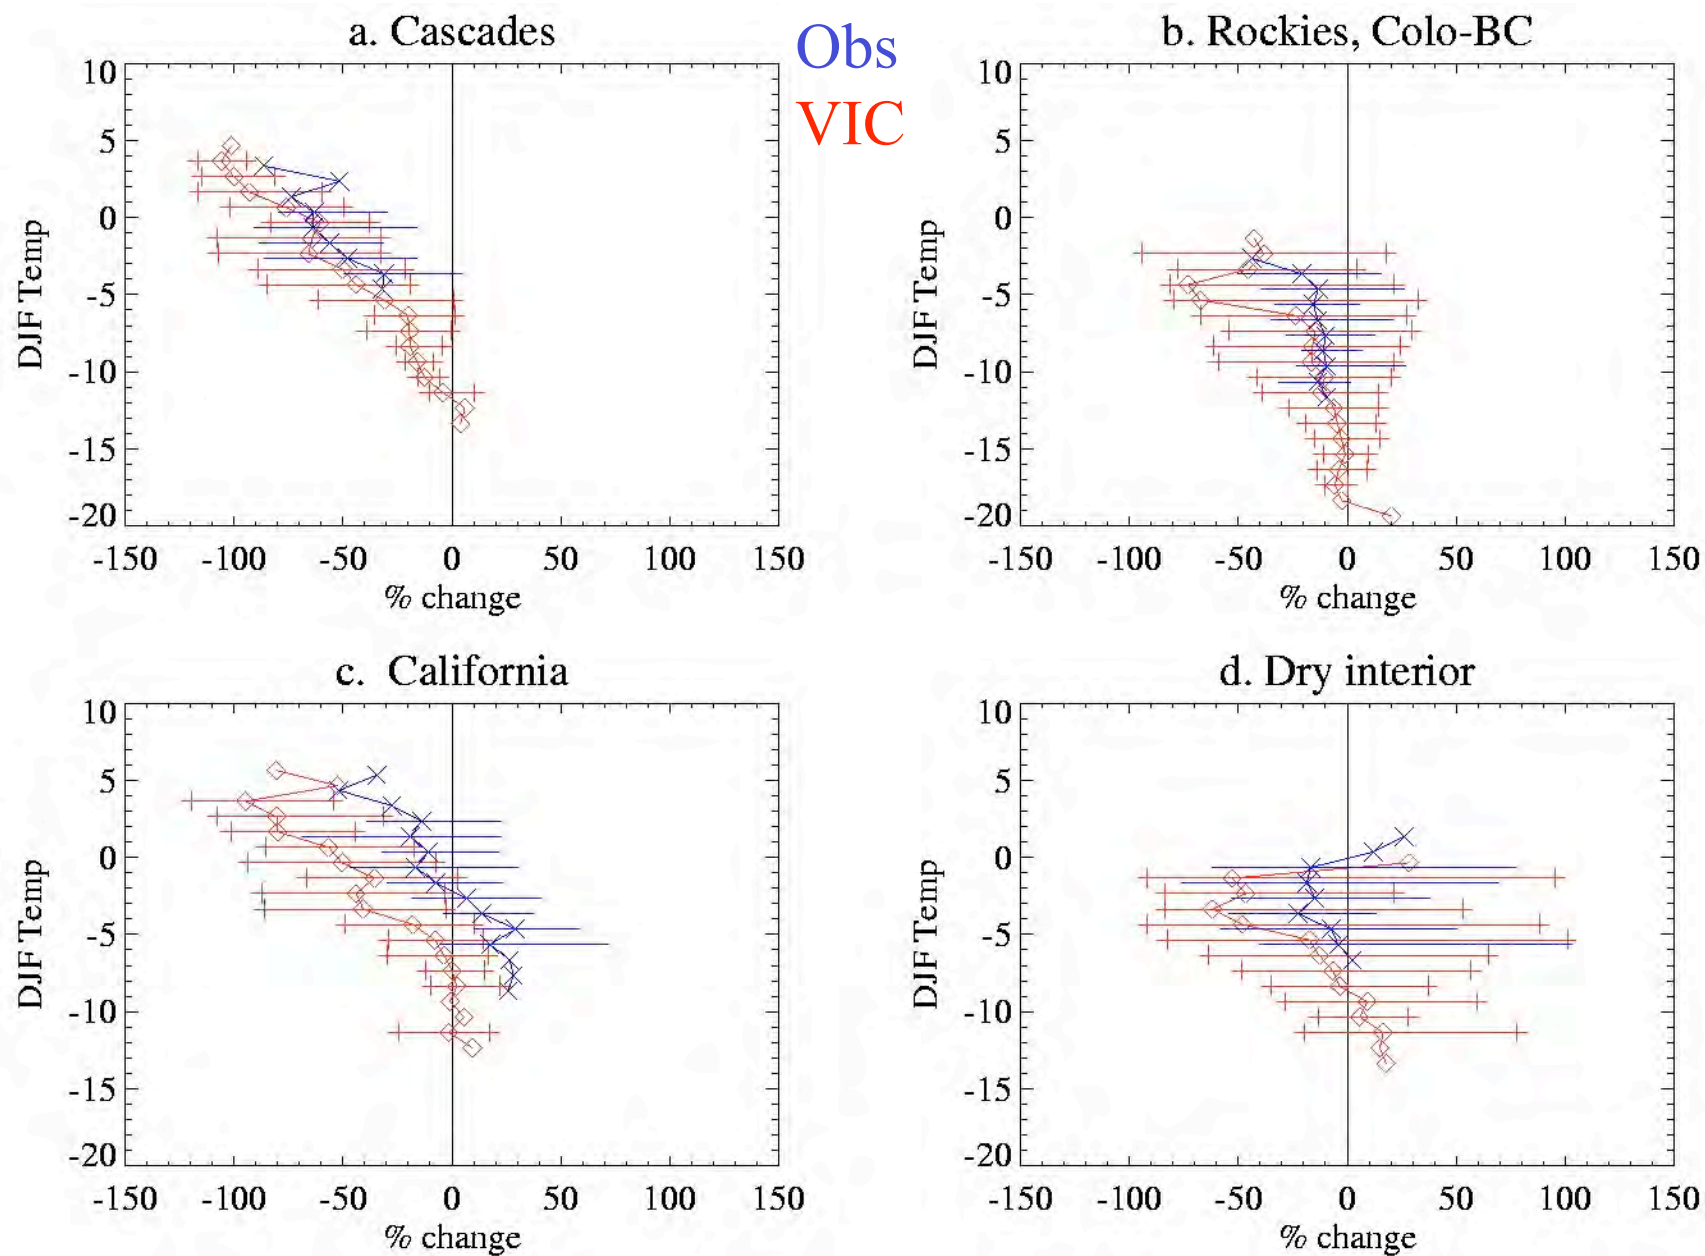 a. Cascades
10
5
0
-5
-10
-15
-20
DJF Temp
-150 -100 -50 0 50 100 150
% change
Obs
VIC
b. Rockies, Colo-BC
10
5
0
-5
-10
-15
-20
DJF Temp
-150 -100 -50 0 50 100 150
% change
c. California
10
5
0
-5
-10
-15
-20
DJF Temp
-150 -100 -50 0 50 100 150
% change
d. Dry interior
10
5
0
-5
-10
-15
-20
DJF Temp
-150 -100 -50 0 50 100 150
% change